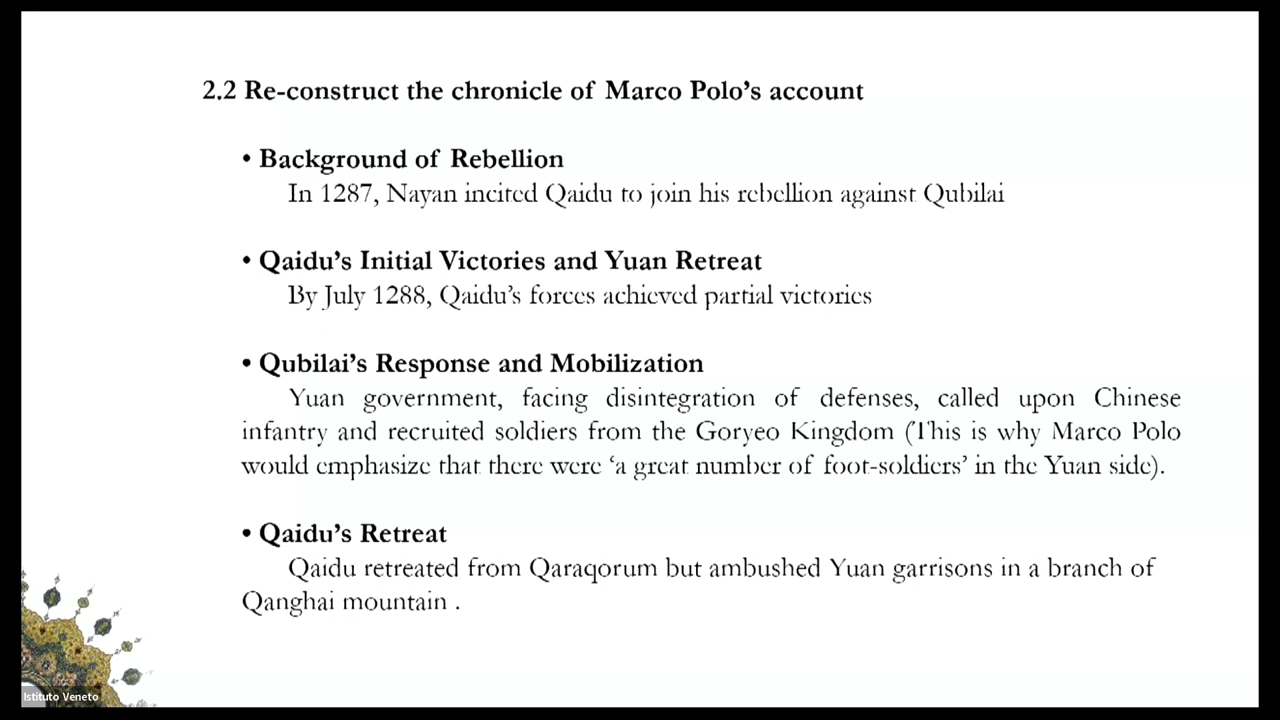 2.2 Re-construct the chronicle of Marco Polo’s account
• Background of Rebellion
In 1287, Nayan incited Qaidu to join his rebellion against Qubilai
• Qaidu’s Initial Victories and Yuan Retreat
By July 1288, Qaidu’s forces achieved partial victories
• Qubilai’s Response and Mobilization
Yuan government, facing disintegration of defenses, called upon Chinese
infantry and recruited soldiers from the Goryeo Kingdom (This is why Marco Polo
would emphasize that there were ‘a great number of foot-soldiers’ in the Yuan side).
• Qaidu’s Retreat
Qaidu retreated from Qaraqorum but ambushed Yuan garrisons in a branch of
Qanghai mountain .
Istituto Veneto